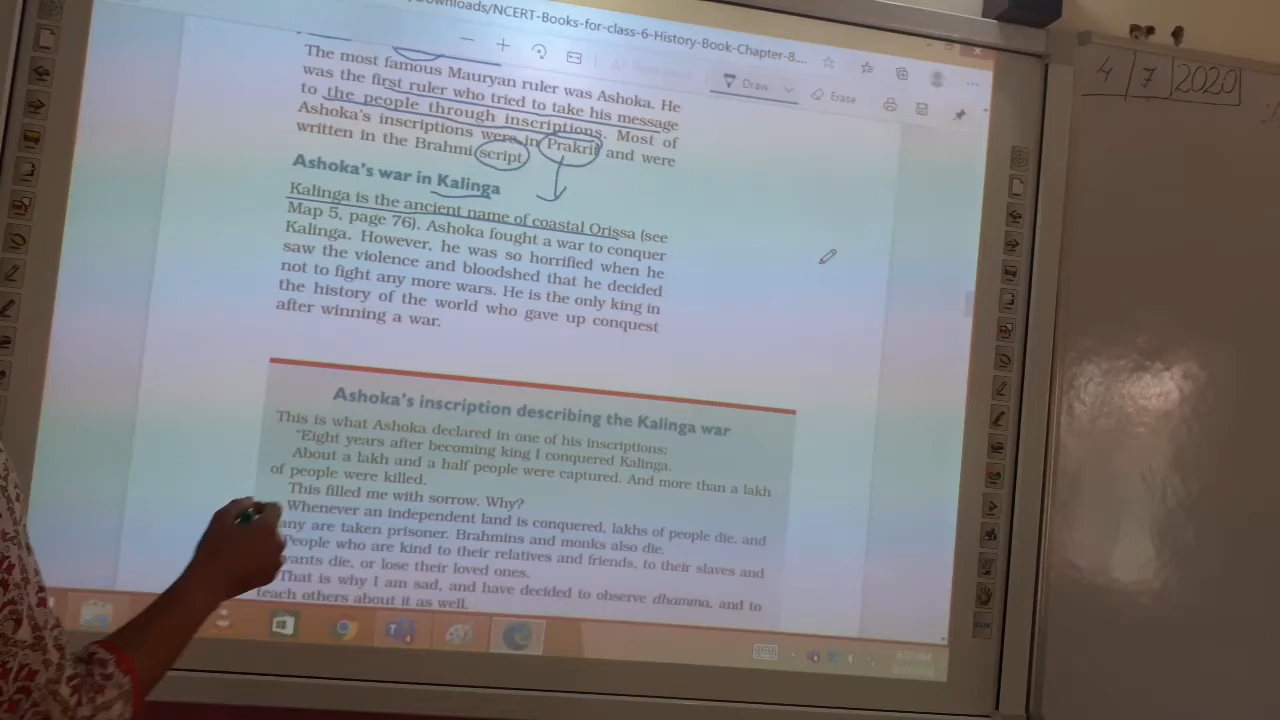 Downloads/NCERT-Books-for-class-6-History-Book-Chapter-8....
Draw
Erase
4 7 2020
The most famous Mauryan ruler was Ashoka. He
was the first ruler who tried to take his message
to the people through inscriptions. Most of
Ashoka's inscriptions were in Prakrit and were
written in the Brahmi script
Ashoka's war in Kalinga
Kalinga is the ancient name of coastal Orissa (see
Map 5, page 76). Ashoka fought a war to conquer
Kalinga. However, he was so horrified when he
saw the violence and bloodshed that he decided
not to fight any more wars. He is the only king in
the history of the world who gave up conquest
after winning a war.
Ashoka's inscription describing the Kalinga war
This is what Ashoka declared in one of his inscriptions:
"Eight years after becoming king I conquered Kalinga.
About a lakh and a half people were captured. And more than a lakh
of people were killed.
This filled me with sorrow. Why?
Whenever an independent land is conquered, lakhs of people die, and
any are taken prisoner. Brahmins and monks also die.
People who are kind to their relatives and friends, to their slaves and
vants die, or lose their loved ones.
That is why I am sad, and have decided to observe dhamma, and to
teach others about it as well.